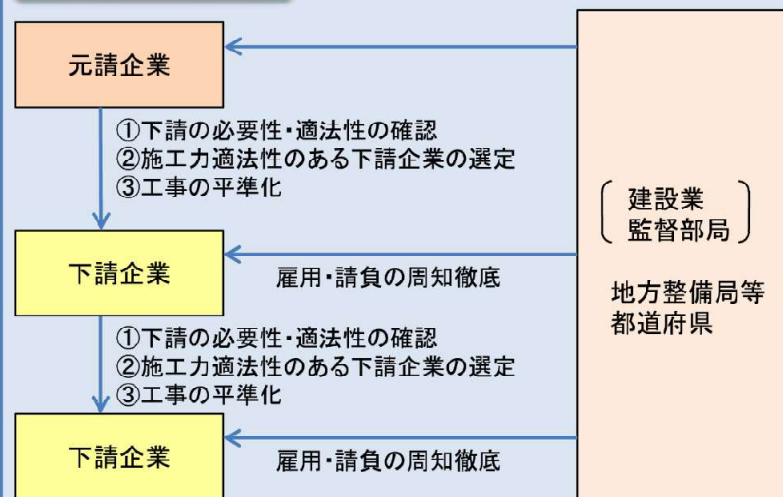 元請企業
①下請の必要性・適法性の確認
②施工力適法性のある下請企業の選定
③工事の平準化
下請企業
雇用・請負の周知徹底
①下請の必要性・適法性の確認
②施工力適法性のある下請企業の選定
③工事の平準化
下請企業
雇用・請負の周知徹底
建設業
監督部局
地方整備局等
都道府県